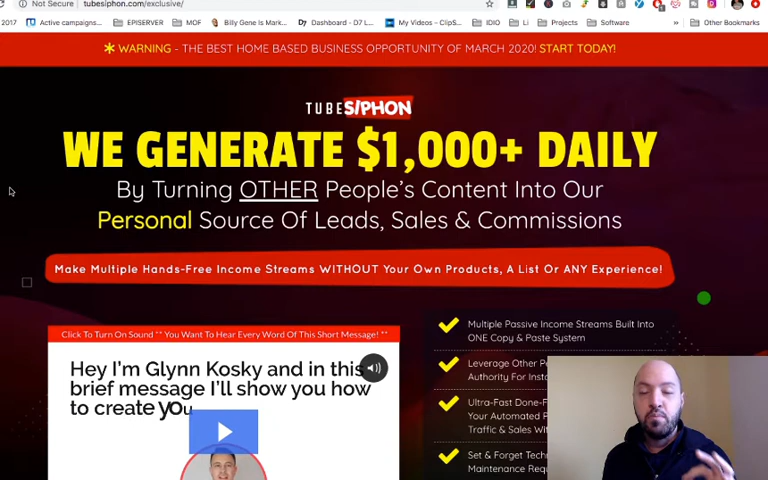 Not Secure | tubesiphon.com/exclusive/
2017 Active campaigns... EPISERVER MOF Billy Gene Is Mark... Dashboard - D7 L... My Videos – ClipS... IDIO Li Projects Software » Other Bookmarks
WARNING - THE BEST HOME BASED BUSINESS OPPORTUNITY OF MARCH 2020! START TODAY!
TUBESIPHON
WE GENERATE $1,000+ DAILY
By Turning OTHER People's Content Into Our
Personal Source Of Leads, Sales & Commissions
Make Multiple Hands-Free Income Streams WITHOUT Your Own Products, A List Or ANY Experience!
Click To Turn On Sound ** You Want To Hear Every Word Of This Short Message! **
Hey I'm Glynn Kosky and in this
brief message I'll show you how
to create you
Multiple Passive Income Streams Built Into
ONE Copy & Paste System
Leverage Other
Authority For
Ultra-Fast
Your Automated
Traffic & Sales
Set & Forget
Maintenance